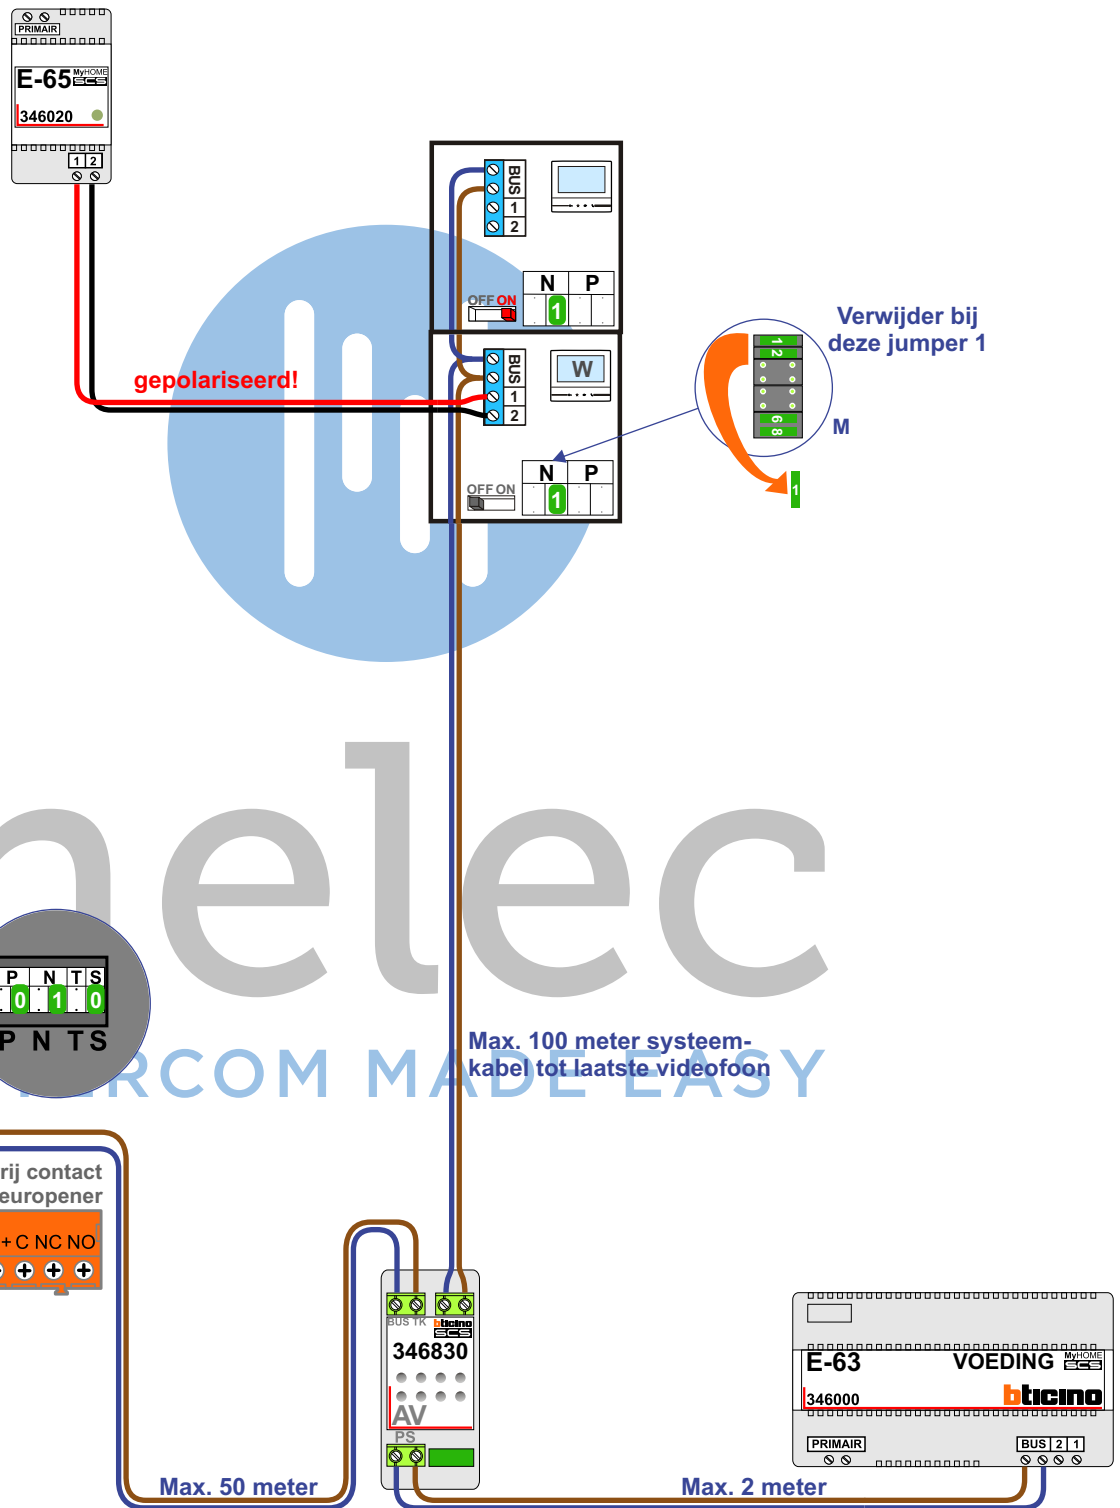 PRIMAIR
E-65 MyHOME SCS
346020
1 2
BUS
1
2
N P
OFF ON
1
Verwijder bij
deze jumper 1
1
2
6
8
M
1
gepolariseerd!
BUS
1
2
W
N P
OFF ON
1
nelec
P N T S
0 1 0
P N T S
Max. 100 meter systeem-
kabel tot laatste videofoon
ERCOM MADE EASY
rij contact
europener
+ C NC NO
BUS TK bticino
SCS
346830
AV
PS
E-63 VOEDING MyHOME SCS
346000 bticino
PRIMAIR BUS 2 1
Max. 50 meter
Max. 2 meter